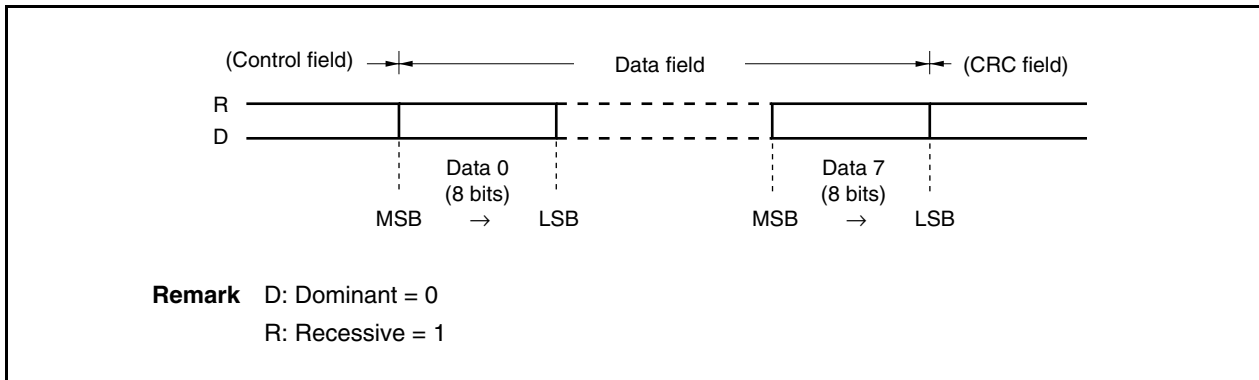 (Control field) Data field (CRC field)
R
D
Data 0 Data 7
(8 bits) (8 bits)
MSB → LSB MSB → LSB
Remark D: Dominant = 0
R: Recessive = 1